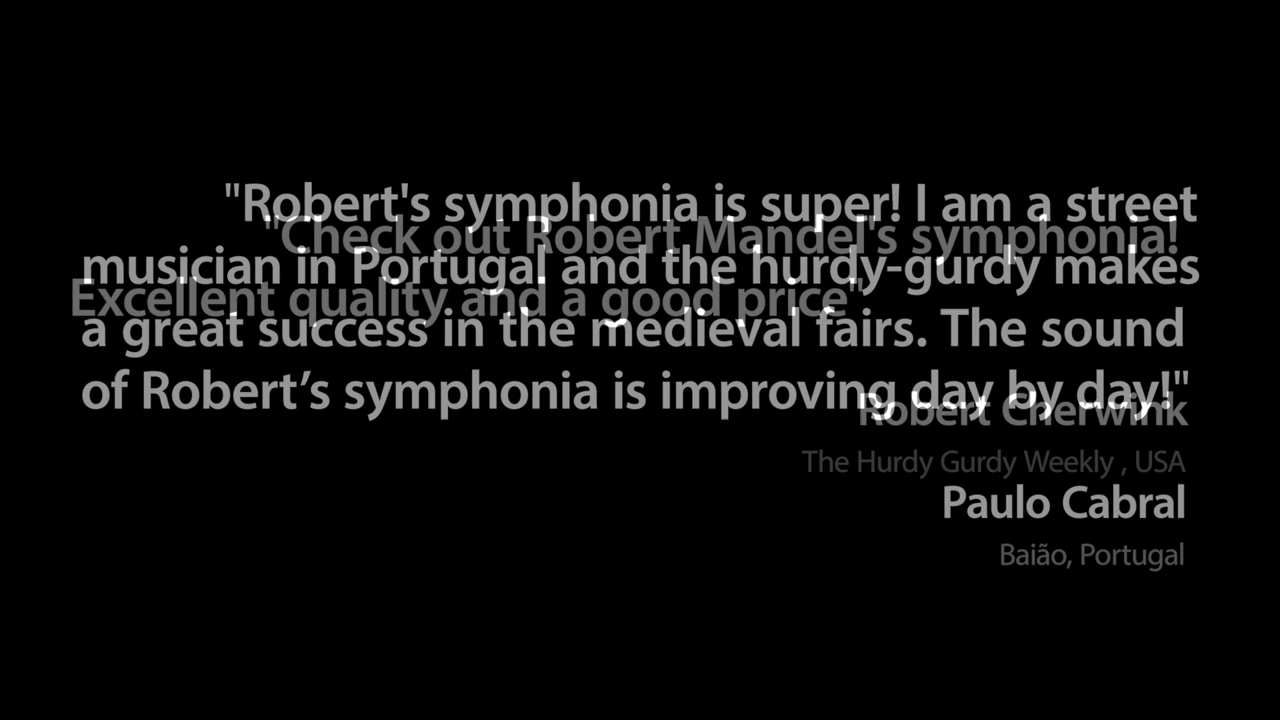 "Robert's symphonia is super! I am a street
"Check out Robert Mandel's symphonia!
musician in Portugal and the hurdy-gurdy makes
Excellent quality and a good price"
a great success in the medieval fairs. The sound
of Robert’s symphonia is improving day by day!"
Robert Cherwink
The Hurdy Gurdy Weekly , USA
Paulo Cabral
Baião, Portugal